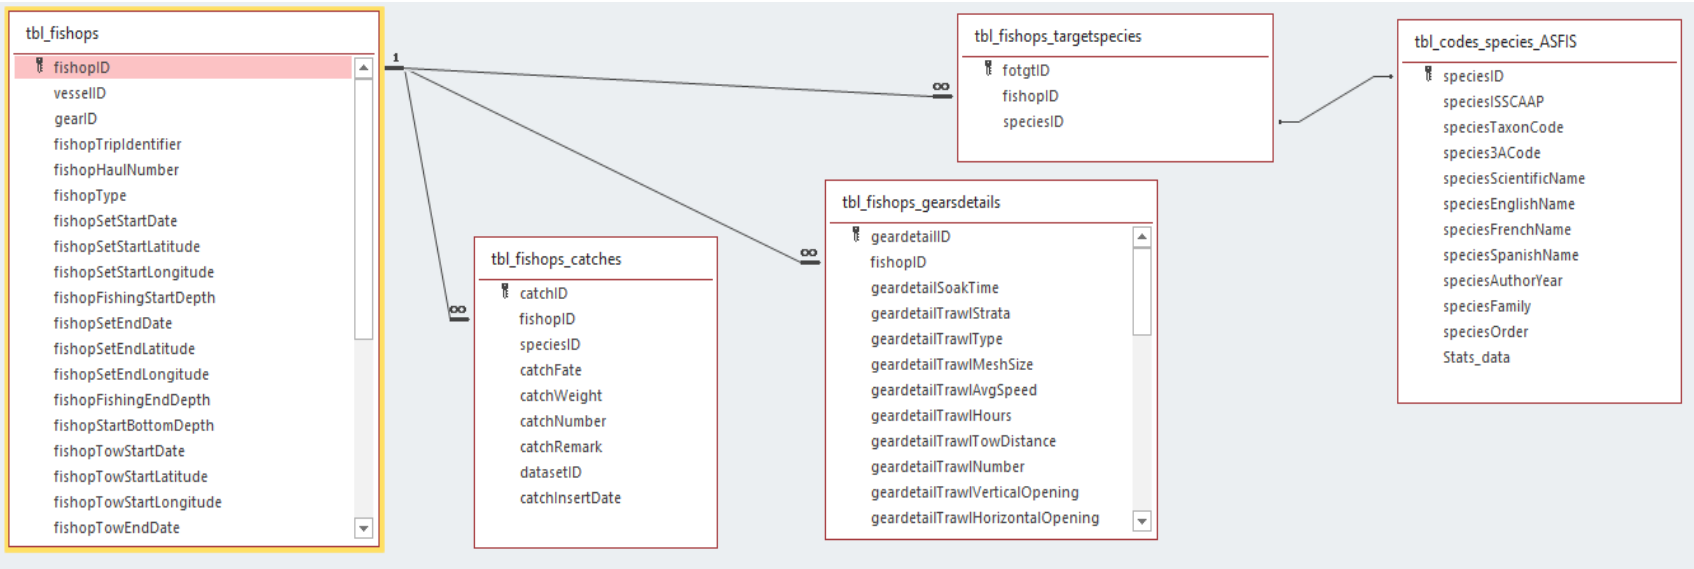 tbl_fishops
fishopID
vesselID
gearID
fishopTripIdentifier
fishopHaulNumber
fishopType
fishopSetStartDate
fishopSetStartLatitude
fishopSetStartLongitude
fishopFishingStartDepth
fishopSetEndDate
fishopSetEndLatitude
fishopSetEndLongitude
fishopFishingEndDepth
fishopStartBottomDepth
fishopTowStartDate
fishopTowStartLatitude
fishopTowStartLongitude
fishopTowEndDate
1
∞
∞
∞
tbl_fishops_catches
catchID
fishopID
speciesID
catchFate
catchWeight
catchNumber
catchRemark
datasetID
catchInsertDate
tbl_fishops_gearsdetails
geardetailID
fishopID
geardetailSoakTime
geardetailTrawlStrata
geardetailTrawlType
geardetailTrawlMeshSize
geardetailTrawlAvgSpeed
geardetailTrawlHours
geardetailTrawlTowDistance
geardetailTrawlNumber
geardetailTrawlVerticalOpening
geardetailTrawlHorizontalOpening
tbl_fishops_targetspecies
fotgtID
fishopID
speciesID
tbl_codes_species_ASFIS
speciesID
speciesISSCAAP
speciesTaxonCode
species3ACode
speciesScientificName
speciesEnglishName
speciesFrenchName
speciesSpanishName
speciesAuthorYear
speciesFamily
speciesOrder
Stats_data